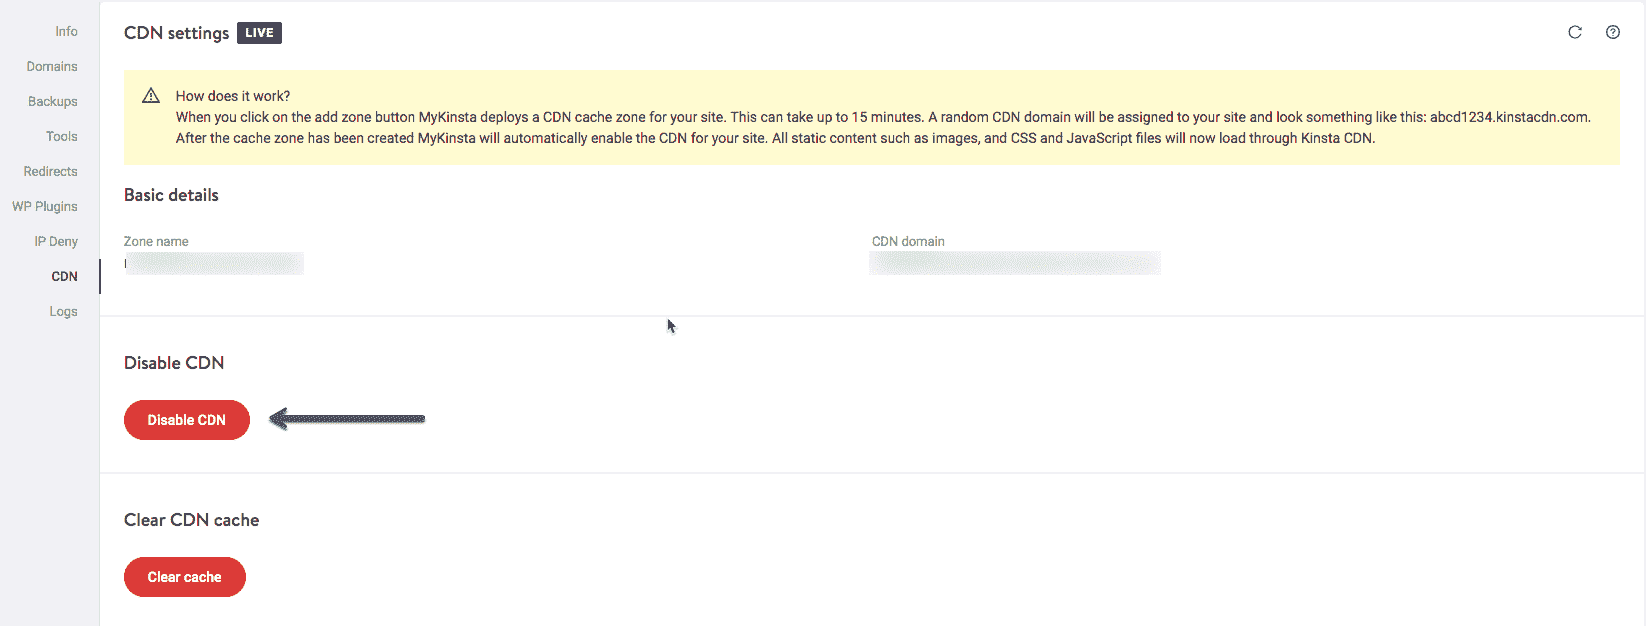 Info
Domains
Backups
Tools
Redirects
WP Plugins
IP Deny
CDN
Logs
CDN settings LIVE
How does it work?
When you click on the add zone button MyKinsta deploys a CDN cache zone for your site. This can take up to 15 minutes. A random CDN domain will be assigned to your site and look something like this: abcd1234.kinstacdn.com.
After the cache zone has been created MyKinsta will automatically enable the CDN for your site. All static content such as images, and CSS and JavaScript files will now load through Kinsta CDN.
Basic details
Zone name
CDN domain
Disable CDN
Disable CDN
Clear CDN cache
Clear cache